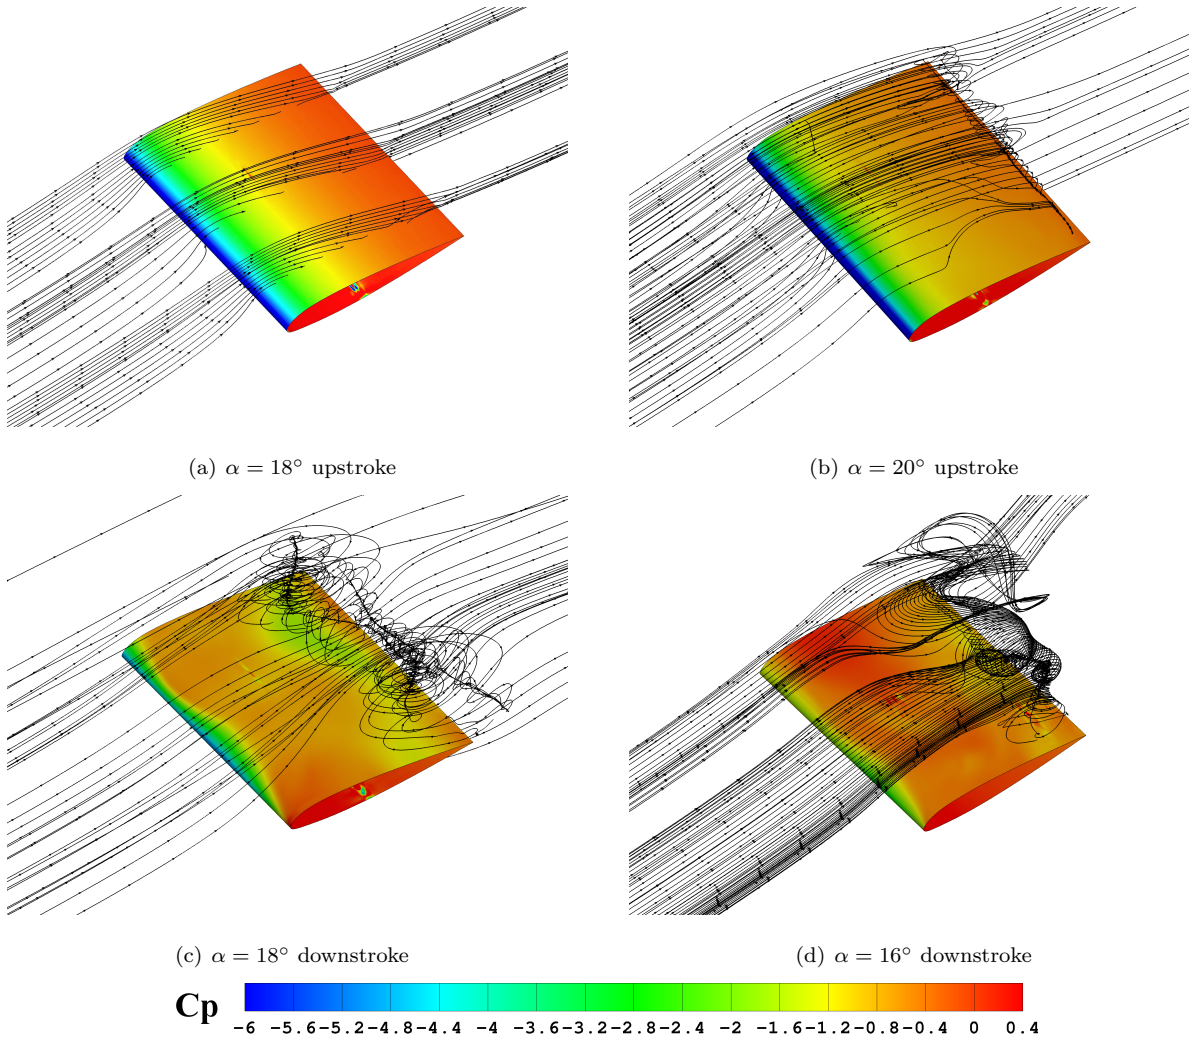 (a) α = 18° upstroke
(b) α = 20° upstroke
(c) α = 18° downstroke
(d) α = 16° downstroke
Cp
-6 -5.6 -5.2 -4.8 -4.4 -4 -3.6 -3.2 -2.8 -2.4 -2 -1.6 -1.2 -0.8 -0.4 0 0.4